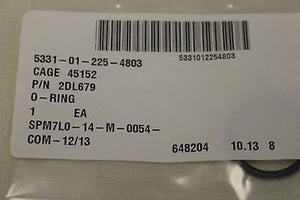 5331-01-225-4803
5331012254803
CAGE 45152
P/N 2DL679
O-RING
1 EA
SPM7L0-14-M-0054-
COM-12/13
648204 10.13 8